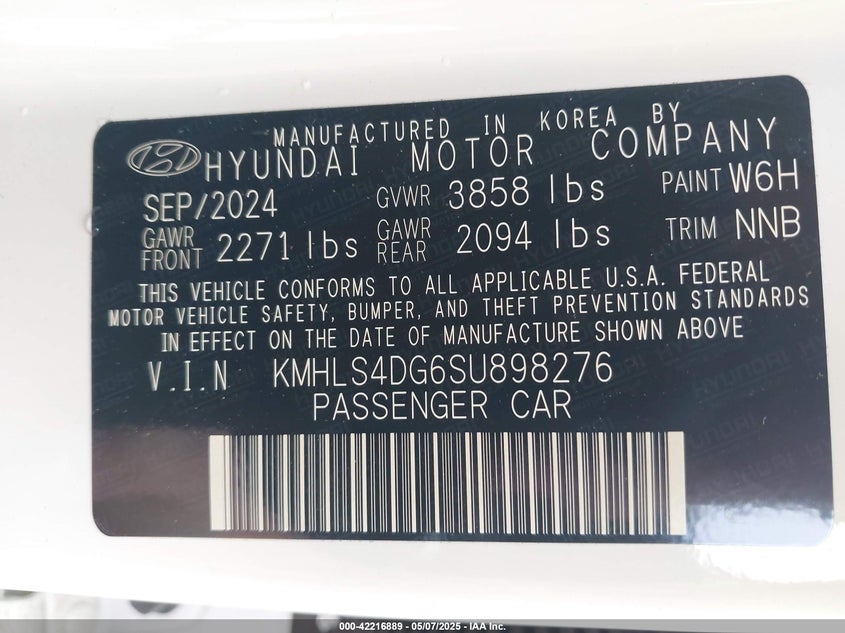 MANUFACTURED IN KOREA BY
HYUNDAI MOTOR COMPANY
SEP/2024 GVWR 3858 lbs PAINT W6H
GAWR FRONT 2271 lbs GAWR REAR 2094 lbs TRIM NNB
THIS VEHICLE CONFORMS TO ALL APPLICABLE U.S.A. FEDERAL
MOTOR VEHICLE SAFETY, BUMPER, AND THEFT PREVENTION STANDARDS
IN EFFECT ON THE DATE OF MANUFACTURE SHOWN ABOVE
V.I.N KMHLS4DG6SU898276
PASSENGER CAR
000-42216889 - 05/07/2025 - IAA Inc.